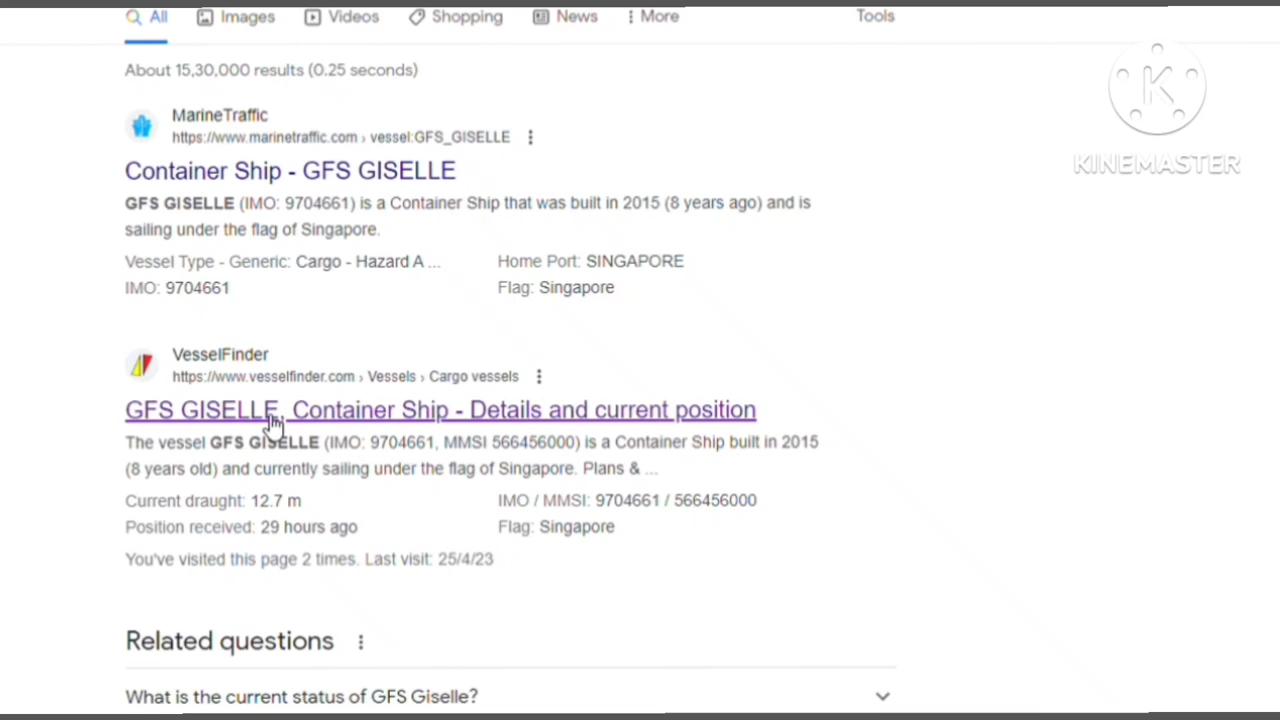 All Images Videos Shopping News More Tools
About 15,30,000 results (0.25 seconds)
MarineTraffic
https://www.marinetraffic.com › vessel:GFS_GISELLE
Container Ship - GFS GISELLE
GFS GISELLE (IMO: 9704661) is a Container Ship that was built in 2015 (8 years ago) and is
sailing under the flag of Singapore.
Vessel Type - Generic: Cargo - Hazard A ... Home Port: SINGAPORE
IMO: 9704661 Flag: Singapore
VesselFinder
https://www.vesselfinder.com › Vessels › Cargo vessels
GFS GISELLE, Container Ship - Details and current position
The vessel GFS GISELLE (IMO: 9704661, MMSI 566456000) is a Container Ship built in 2015
(8 years old) and currently sailing under the flag of Singapore. Plans & ...
Current draught: 12.7 m IMO / MMSI: 9704661 / 566456000
Position received: 29 hours ago Flag: Singapore
You've visited this page 2 times. Last visit: 25/4/23
Related questions
What is the current status of GFS Giselle?
K
KINEMASTER